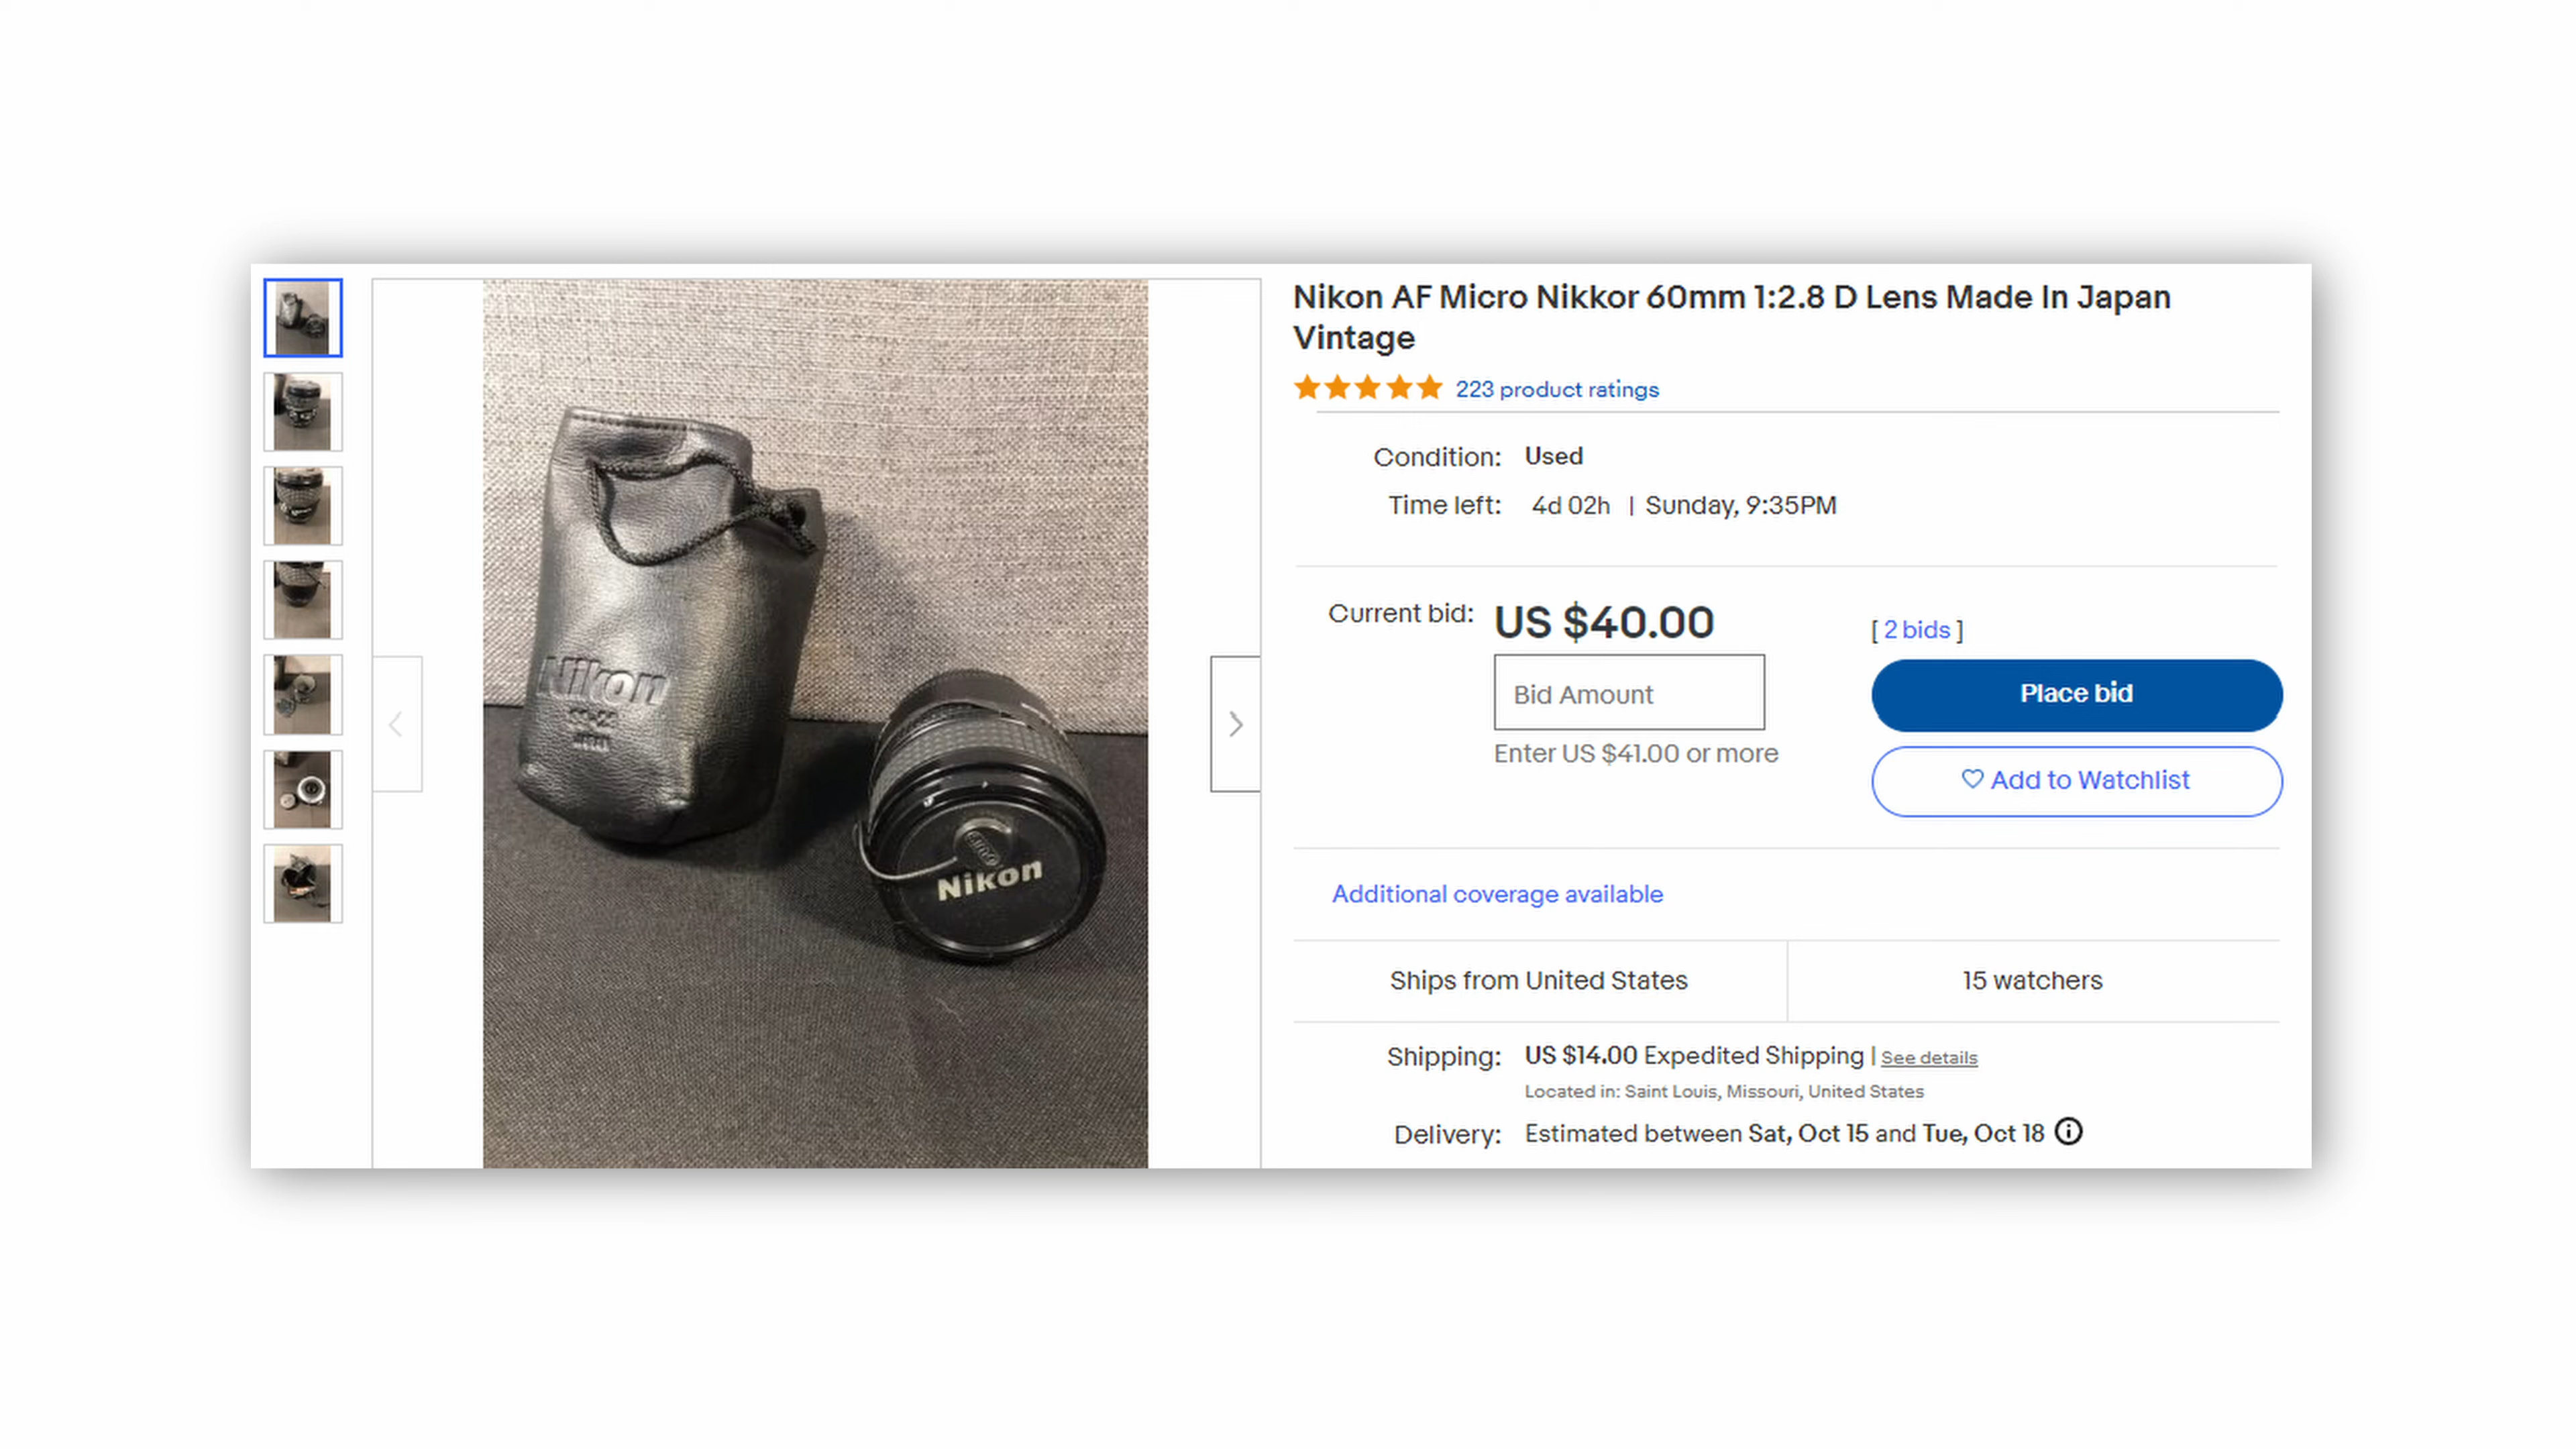 Nikon AF Micro Nikkor 60mm 1:2.8 D Lens Made In Japan
Vintage
223 product ratings
Condition: Used
Time left: 4d 02h | Sunday, 9:35PM
Current bid: US $40.00
[ 2 bids ]
Bid Amount
Place bid
Enter US $41.00 or more
Add to Watchlist
Additional coverage available
Ships from United States
15 watchers
Shipping: US $14.00 Expedited Shipping | See details
Located in: Saint Louis, Missouri, United States
Delivery: Estimated between Sat, Oct 15 and Tue, Oct 18
Nikon
Nikon